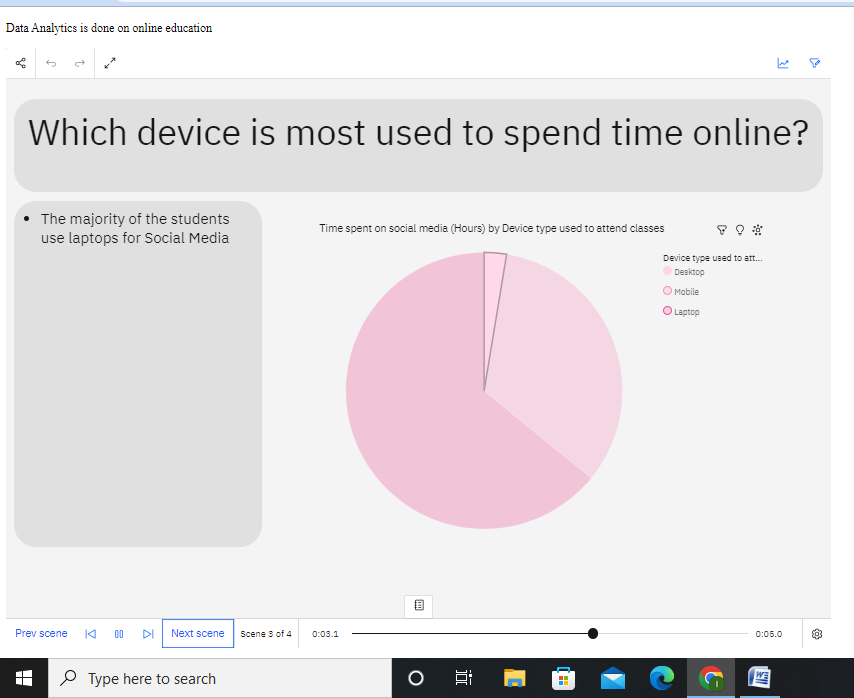 Data Analytics is done on online education
Which device is most used to spend time online?
• The majority of the students
use laptops for Social Media
Time spent on social media (Hours) by Device type used to attend classes
Device type used to att...
Desktop
Mobile
Laptop
Prev scene
Next scene
Scene 3 of 4
0:03.1
0:05.0
Type here to search